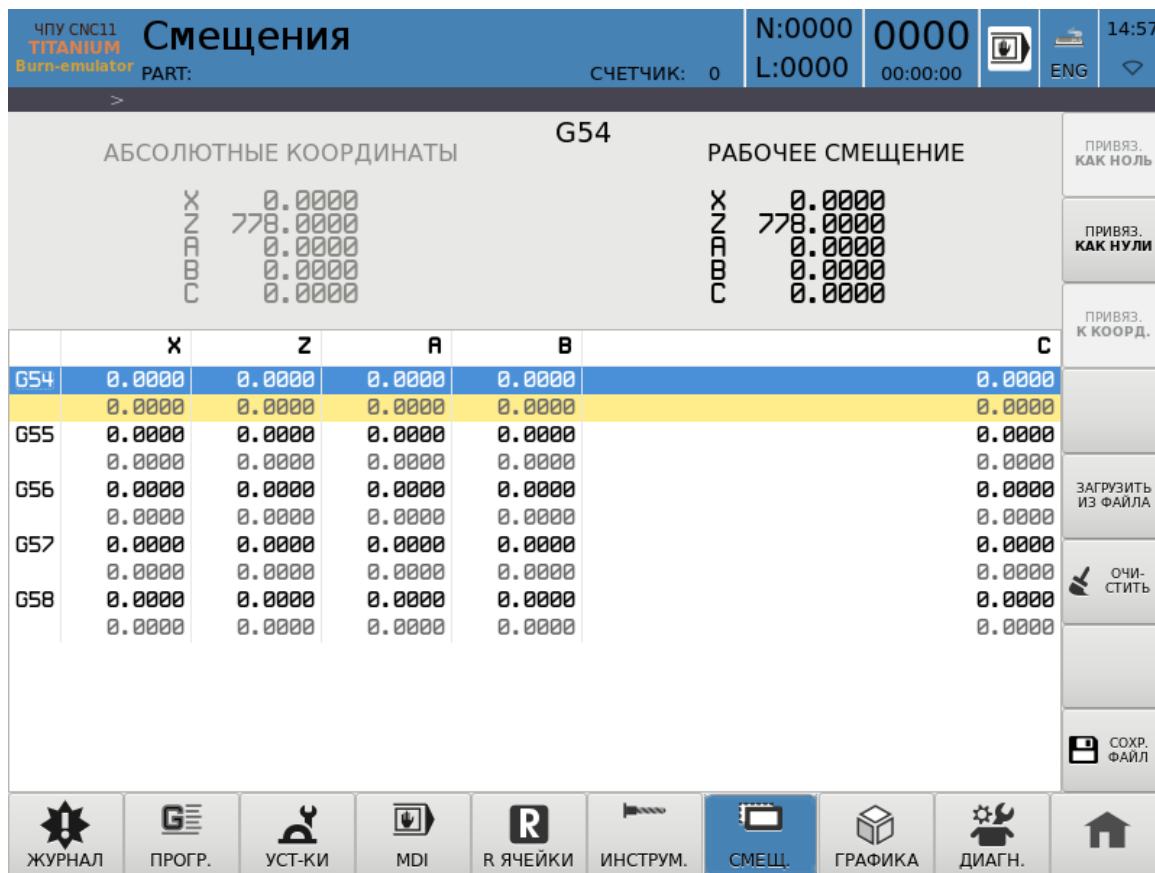 ЧПУ CNC11
TITANIUM
Burn-emulator
Смещения
PART:
СЧЕТЧИК: 0
N:0000
L:0000
0000
00:00:00
ENG
14:57
>
G54
АБСОЛЮТНЫЕ КООРДИНАТЫ
X 0.0000
Z 778.0000
A 0.0000
B 0.0000
C 0.0000
РАБОЧЕЕ СМЕЩЕНИЕ
X 0.0000
Z 778.0000
A 0.0000
B 0.0000
C 0.0000
X Z A B C
G54 0.0000 0.0000 0.0000 0.0000 0.0000
0.0000 0.0000 0.0000 0.0000 0.0000
G55 0.0000 0.0000 0.0000 0.0000 0.0000
0.0000 0.0000 0.0000 0.0000 0.0000
G56 0.0000 0.0000 0.0000 0.0000 0.0000
0.0000 0.0000 0.0000 0.0000 0.0000
G57 0.0000 0.0000 0.0000 0.0000 0.0000
0.0000 0.0000 0.0000 0.0000 0.0000
G58 0.0000 0.0000 0.0000 0.0000 0.0000
0.0000 0.0000 0.0000 0.0000 0.0000
ПРИВЯЗ.
КАК НОЛЬ
ПРИВЯЗ.
КАК НУЛИ
ПРИВЯЗ.
К КООРД.
ЗАГРУЗИТЬ
ИЗ ФАЙЛА
ОЧИ-
СТИТЬ
СОХР.
ФАЙЛ
ЖУРНАЛ
G
ПРОГР.
УСТ-КИ
MDI
R
R ЯЧЕЙКИ
ИНСТРУМ.
СМЕЩ.
ГРАФИКА
ДИАГН.